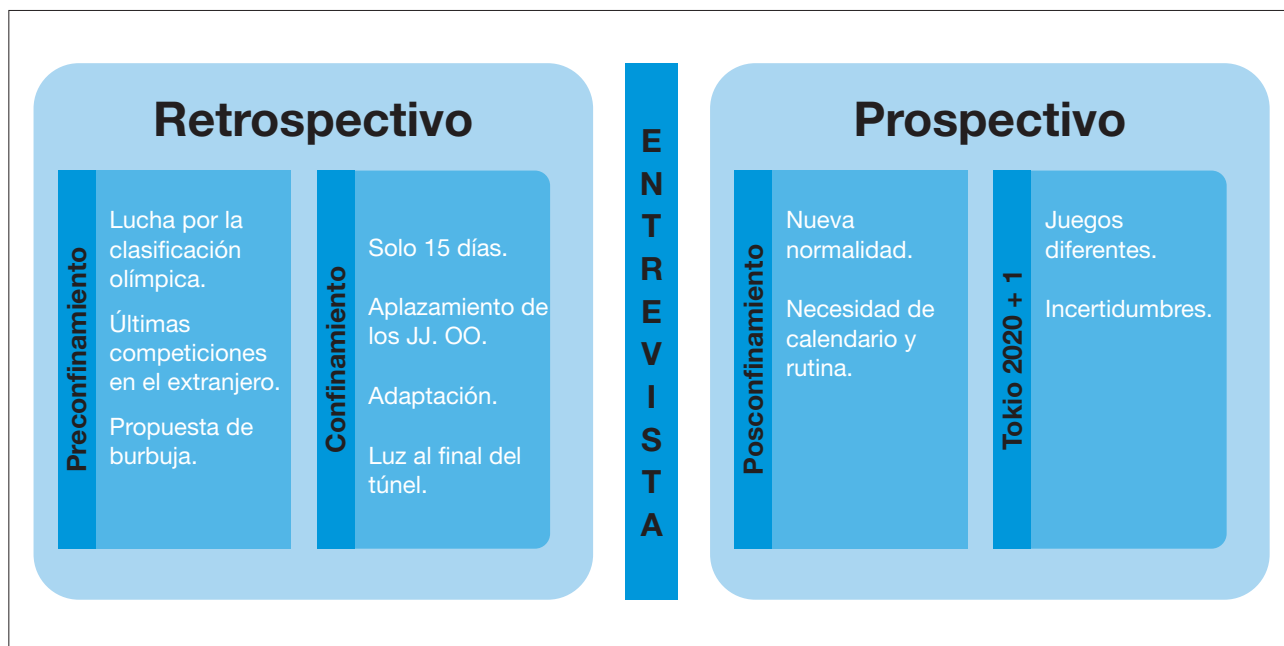 Retrospectivo
Preconfinamiento
Lucha por la
clasificación
olímpica.
Últimas
competiciones
en el extranjero.
Propuesta de
burbuja.
Confinamiento
Solo 15 días.
Aplazamiento de
los JJ. OO.
Adaptación.
Luz al final del
túnel.
ENTREVISTA
Prospectivo
Posconfinamiento
Nueva
normalidad.
Necesidad de
calendario y
rutina.
Tokio 2020 + 1
Juegos
diferentes.
Incertidumbres.